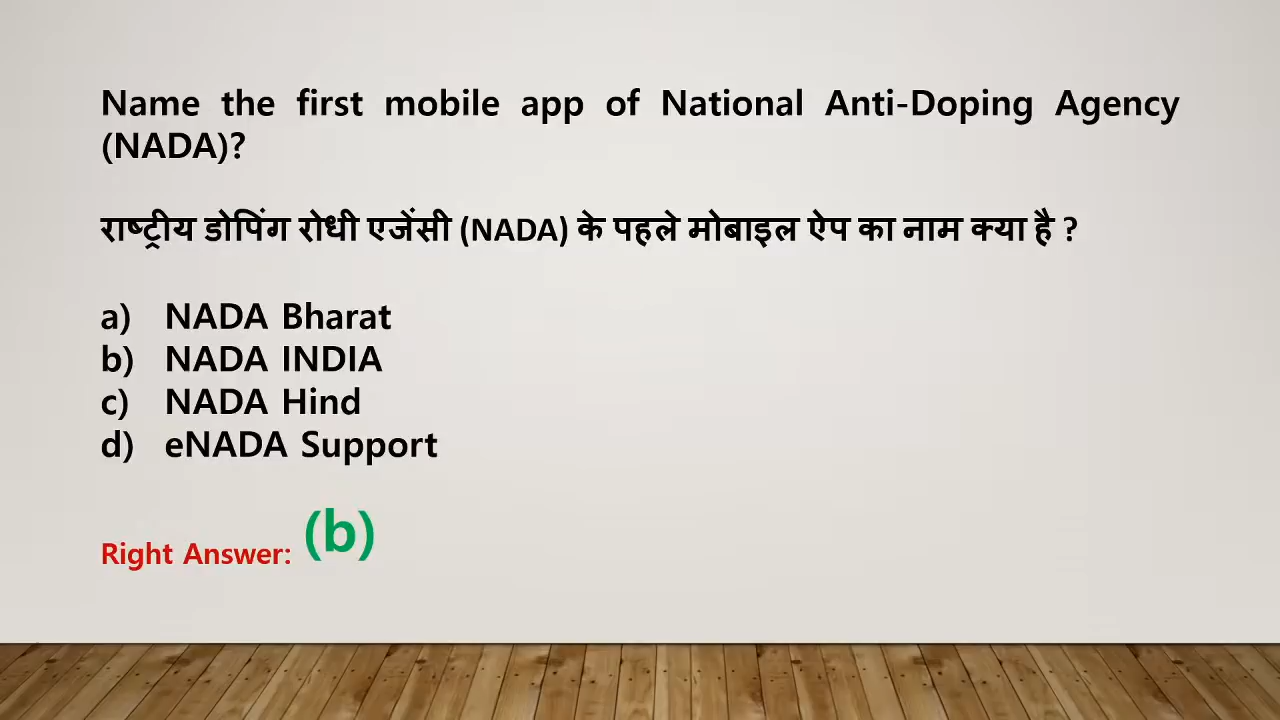 Name the first mobile app of National Anti-Doping Agency
(NADA)?
राष्ट्रीय डोपिंग रोधी एजेंसी (NADA) के पहले मोबाइल ऐप का नाम क्या है ?
a) NADA Bharat
b) NADA INDIA
c) NADA Hind
d) eNADA Support
Right Answer: (b)